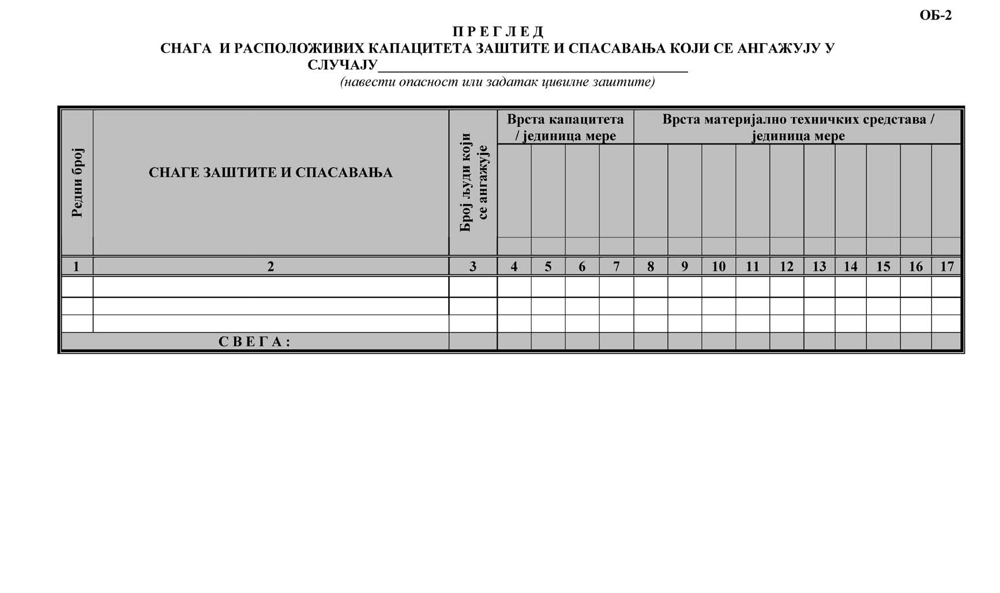 ОБ-2
П Р Е Г Л Е Д
СНАГА И РАСПОЛОЖИВИХ КАПАЦИТЕТА ЗАШТИТЕ И СПАСАВАЊА КОЈИ СЕ АНГАЖУЈУ У
СЛУЧАЈУ________________________________________
(навести опасност или задатак цивилне заштите)
Редни број
СНАГЕ ЗАШТИТЕ И СПАСАВАЊА
Број људи који
се ангажује
Врста капацитета
/ јединица мере
Врста материјално техничких средстава /
јединица мере
1 2 3 4 5 6 7 8 9 10 11 12 13 14 15 16 17
С В Е Г А :